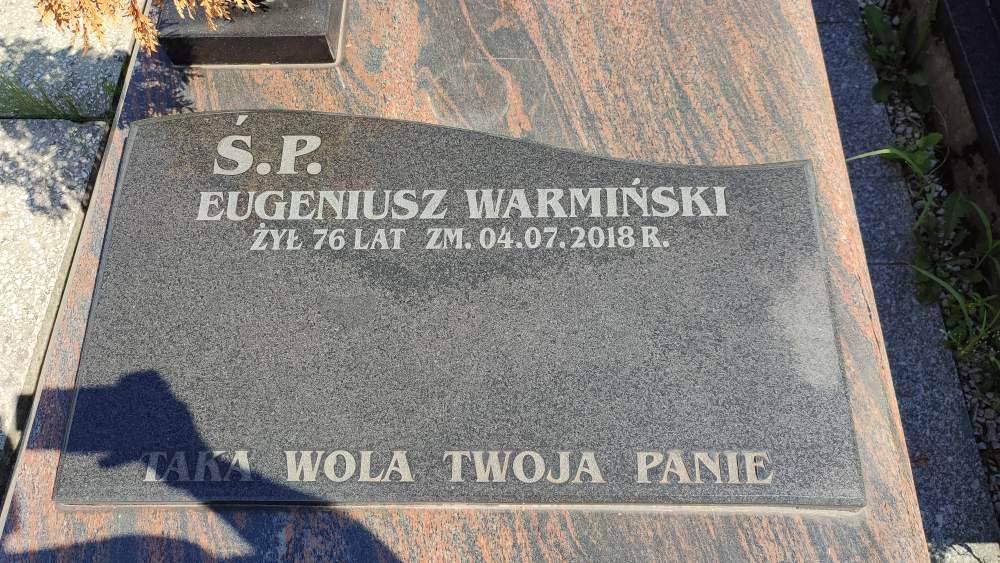 Ś.P.
EUGENIUSZ WARMIŃSKI
ŻYŁ 76 LAT ZM. 04.07.2018 R.
TAKA WOLA TWOJA PANIE